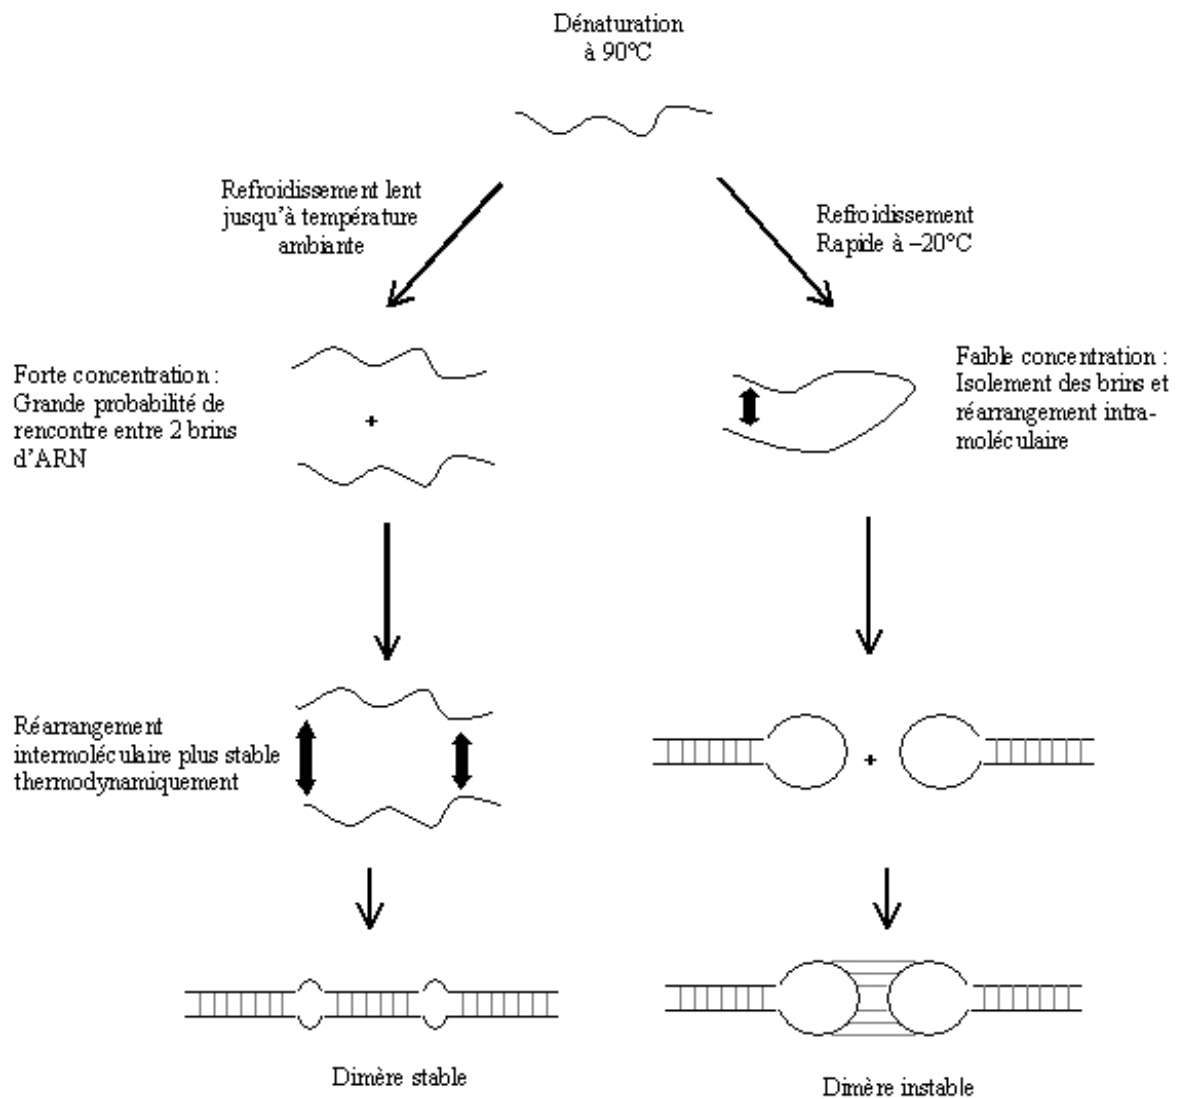 Dénaturation
à 90°C
Refroidissement lent
jusqu'à température
ambiante
Refroidissement
Rapide à –20°C
Forte concentration :
Grande probabilité de
rencontre entre 2 brins
d'ARN
+
Faible concentration :
Isolement des brins et
réarrangement intra-
moléculaire
Réarrangement
intermoléculaire plus stable
thermodynamiquement
+
Dimère stable
Dimère instable